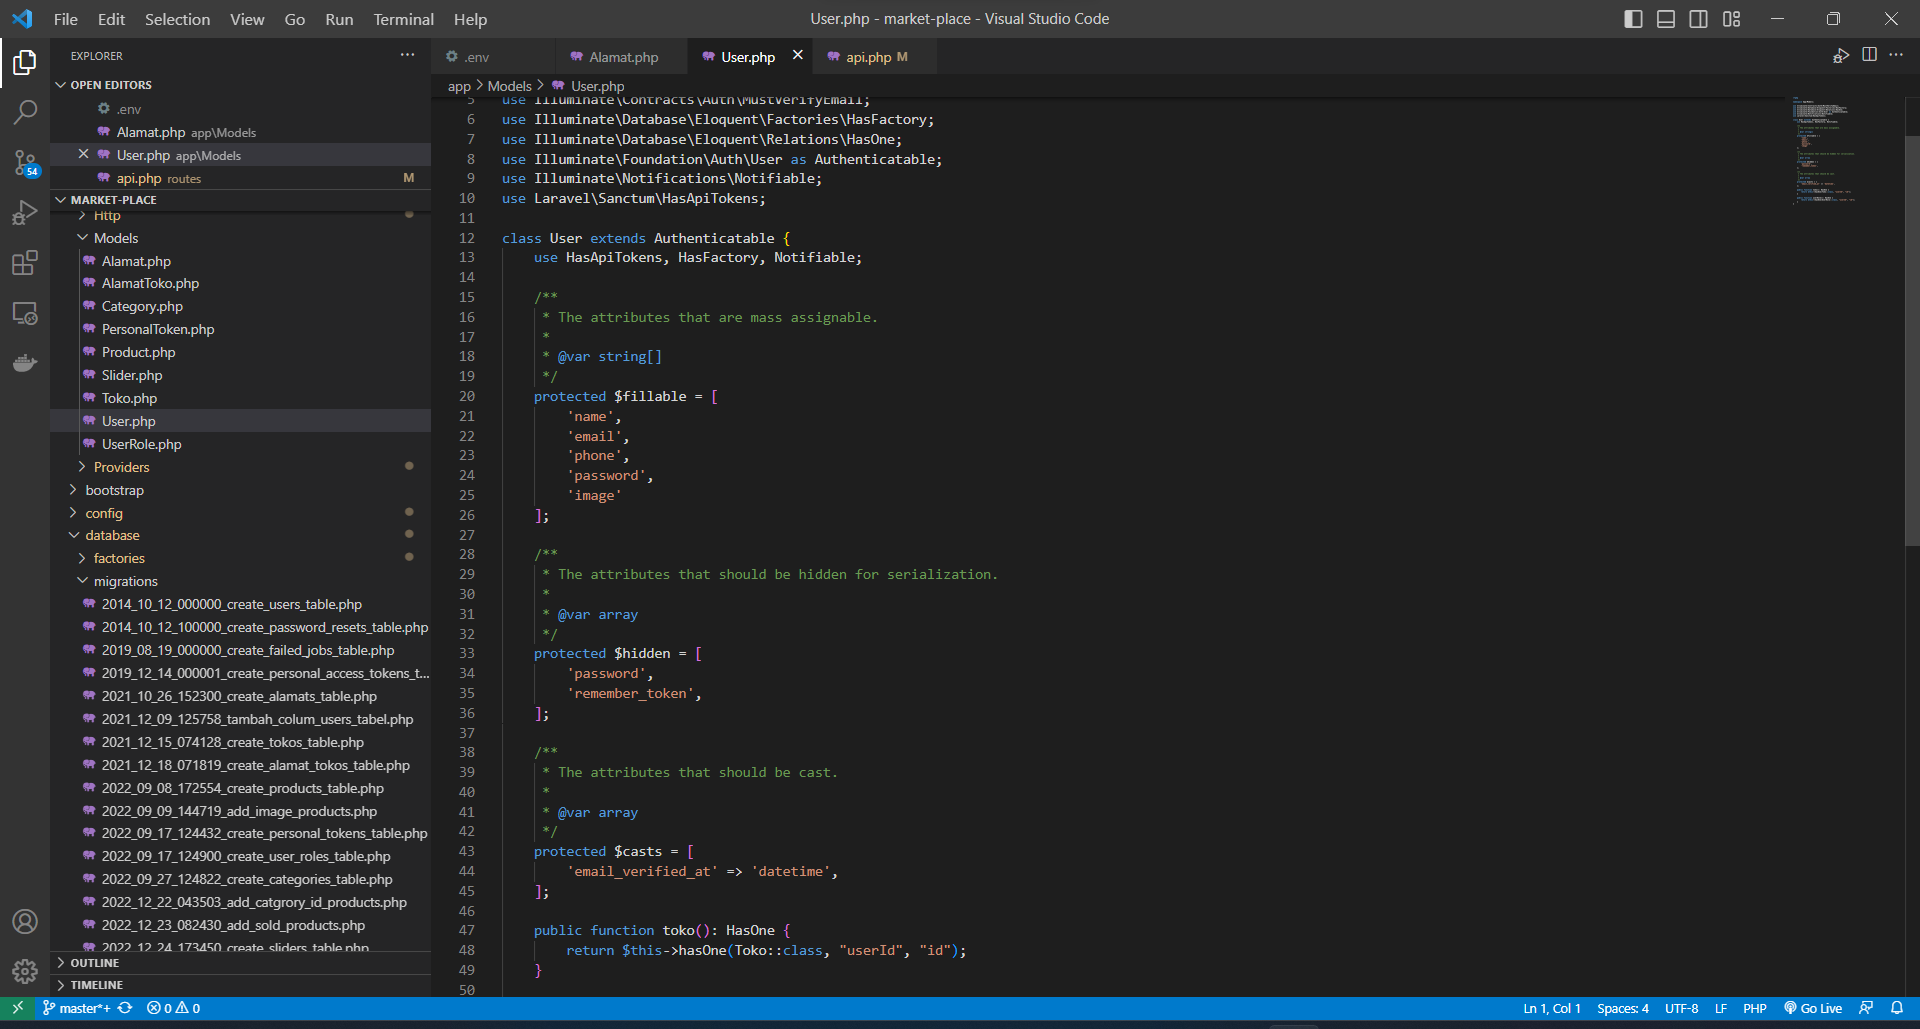 File Edit Selection View Go Run Terminal Help
User.php - market-place - Visual Studio Code
EXPLORER
OPEN EDITORS
.env
Alamat.php app\Models
User.php app\Models
api.php routes M
MARKET-PLACE
Http
Models
Alamat.php
AlamatToko.php
Category.php
PersonalToken.php
Product.php
Slider.php
Toko.php
User.php
UserRole.php
Providers
bootstrap
config
database
factories
migrations
2014_10_12_000000_create_users_table.php
2014_10_12_100000_create_password_resets_table.php
2019_08_19_000000_create_failed_jobs_table.php
2019_12_14_000001_create_personal_access_tokens_t...
2021_10_26_152300_create_alamats_table.php
2021_12_09_125758_tambah_colum_users_tabel.php
2021_12_15_074128_create_tokos_table.php
2021_12_18_071819_create_alamat_tokos_table.php
2022_09_08_172554_create_products_table.php
2022_09_09_144719_add_image_products.php
2022_09_17_124432_create_personal_tokens_table.php
2022_09_17_124900_create_user_roles_table.php
2022_09_27_124822_create_categories_table.php
2022_12_22_043503_add_catgrory_id_products.php
2022_12_23_082430_add_sold_products.php
2022_12_24_173450_create_sliders_table.php
OUTLINE
TIMELINE
54
.env Alamat.php User.php api.php M
app > Models > User.php
5 use Illuminate\Contracts\Auth\MustVerifyEmail;
6 use Illuminate\Database\Eloquent\Factories\HasFactory;
7 use Illuminate\Database\Eloquent\Relations\HasOne;
8 use Illuminate\Foundation\Auth\User as Authenticatable;
9 use Illuminate\Notifications\Notifiable;
10 use Laravel\Sanctum\HasApiTokens;
11
12 class User extends Authenticatable {
13 use HasApiTokens, HasFactory, Notifiable;
14
15 /**
16 * The attributes that are mass assignable.
17 *
18 * @var string[]
19 */
20 protected $fillable = [
21 'name',
22 'email',
23 'phone',
24 'password',
25 'image'
26 ];
27
28 /**
29 * The attributes that should be hidden for serialization.
30 *
31 * @var array
32 */
33 protected $hidden = [
34 'password',
35 'remember_token',
36 ];
37
38 /**
39 * The attributes that should be cast.
40 *
41 * @var array
42 */
43 protected $casts = [
44 'email_verified_at' => 'datetime',
45 ];
46
47 public function toko(): HasOne {
48 return $this->hasOne(Toko::class, "userId", "id");
49 }
50
master*+ 0 0
Ln 1, Col 1 Spaces: 4 UTF-8 LF PHP Go Live